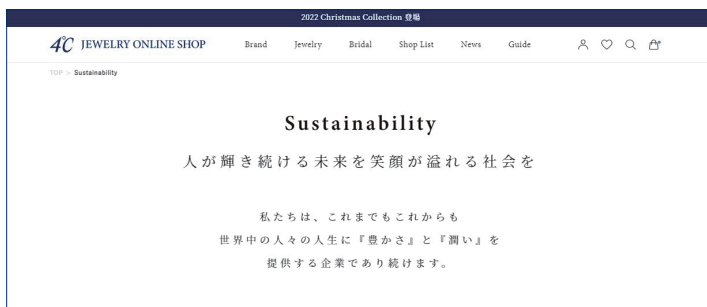 2022 Christmas Collection 登場
4℃ JEWELRY ONLINE SHOP Brand Jewelry Bridal Shop List News Guide
TOP > Sustainability
Sustainability
人が輝き続ける未来を笑顔が溢れる社会を
私たちは、これまでもこれからも
世界中の人々の人生に『豊かさ』と『潤い』を
提供する企業であり続けます。